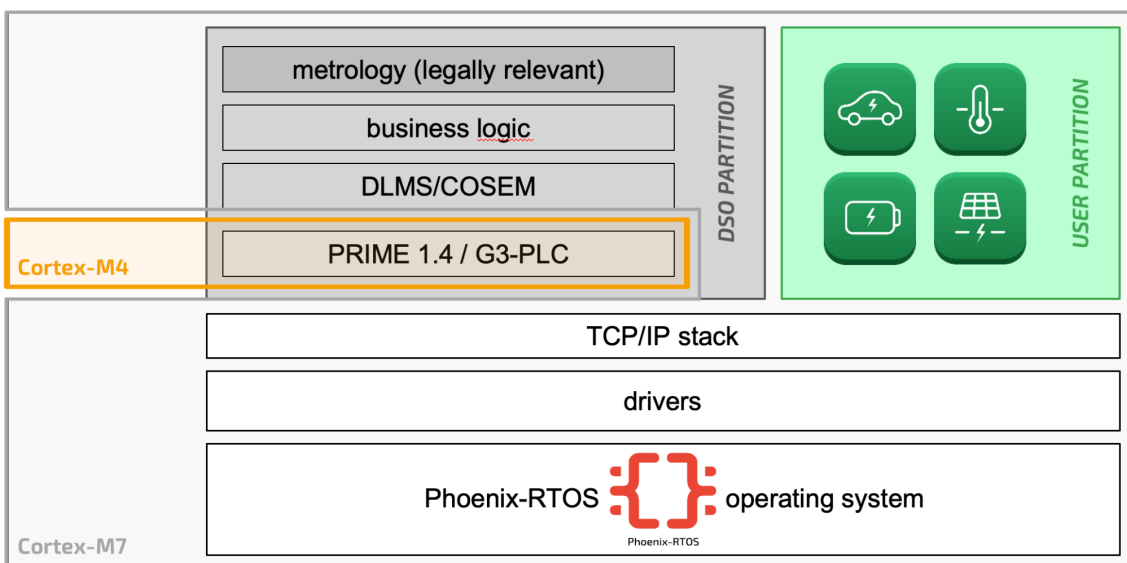 metrology (legally relevant)
business logic
DLMS/COSEM
PRIME 1.4 / G3-PLC
DSO PARTITION
USER PARTITION
Cortex-M4
TCP/IP stack
drivers
Phoenix-RTOS operating system
Phoenix-RTOS
Cortex-M7